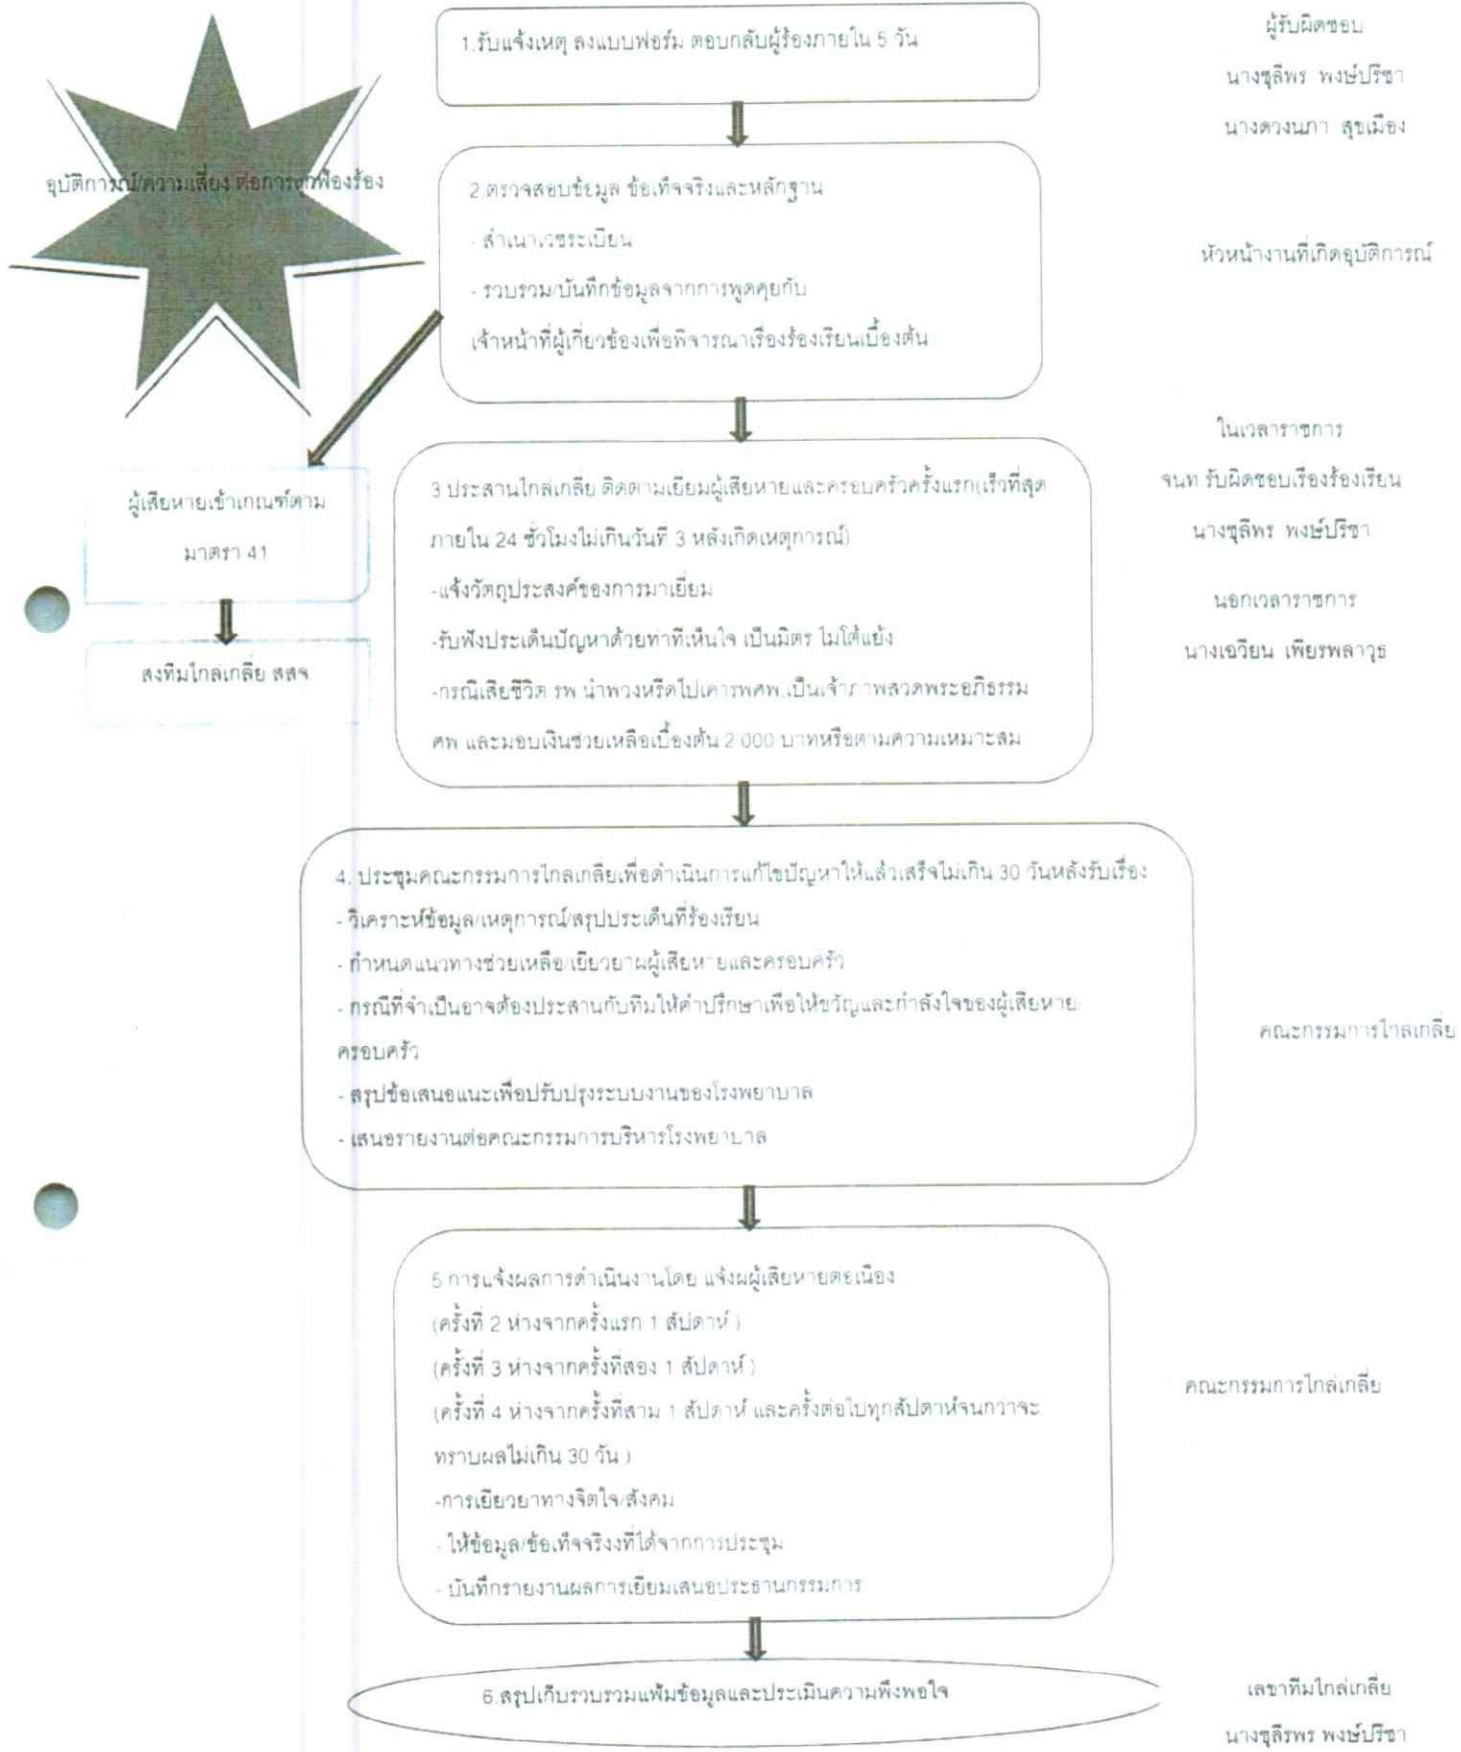 1.รับแจ้งเหตุ ลงแบบฟอร์ม ตอบกลับผู้ร้องภายใน 5 วัน
ผู้รับผิดชอบ
นางชุลีพร พงษ์ปรีชา
นางดวงนภา สุขเมือง
อุบัติการณ์/ความเสี่ยง ต่อการฟ้องร้อง
2.ตรวจสอบข้อมูล ข้อเท็จจริงและหลักฐาน
- สำเนาเวชระเบียน
- รวบรวม/บันทึกข้อมูลจากการพูดคุยกับ
เจ้าหน้าที่ผู้เกี่ยวข้องเพื่อพิจารณาเรื่องร้องเรียนเบื้องต้น
หัวหน้างานที่เกิดอุบัติการณ์
ผู้เสียหายเข้าเกณฑ์ตาม
มาตรา 41
ส่งทีมไกล่เกลี่ย สสจ.
3.ประสานไกล่เกลี่ย ติดตามเยี่ยมผู้เสียหายและครอบครัวครั้งแรก(เร็วที่สุด
ภายใน 24 ชั่วโมงไม่เกินวันที่ 3 หลังเกิดเหตุการณ์)
-แจ้งวัตถุประสงค์ของการมาเยี่ยม
-รับฟังประเด็นปัญหาด้วยท่าทีเห็นใจ เป็นมิตร ไม่โต้แย้ง
-กรณีเสียชีวิต รพ นำพวงหรีดไปเคารพศพ,เป็นเจ้าภาพสวดพระอภิธรรม
ศพ และมอบเงินช่วยเหลือเบื้องต้น 2,000 บาทหรือตามความเหมาะสม
ในเวลาราชการ
จนท รับผิดชอบเรื่องร้องเรียน
นางชุลีพร พงษ์ปรีชา
นอกเวลาราชการ
นางเอวียน เพียรพลาวุธ
4. ประชุมคณะกรรมการไกล่เกลี่ยเพื่อดำเนินการแก้ไขปัญหาให้แล้วเสร็จไม่เกิน 30 วันหลังรับเรื่อง
- วิเคราะห์ข้อมูล/เหตุการณ์/สรุปประเด็นที่ร้องเรียน
- กำหนดแนวทางช่วยเหลือ/เยียวยาผผู้เสียหายและครอบครัว
- กรณีที่จำเป็นอาจต้องประสานกับทีมให้คำปรึกษาเพื่อให้ขวัญและกำลังใจของผู้เสียหาย/
ครอบครัว
- สรุปข้อเสนอแนะเพื่อปรับปรุงระบบงานของโรงพยาบาล
- เสนอรายงานต่อคณะกรรมการบริหารโรงพยาบาล
คณะกรรมการไกลเกลี่ย
5 การแจ้งผลการดำเนินงานโดย แจ้งผผู้เสียหายต่อเนื่อง
(ครั้งที่ 2 ห่างจากครั้งแรก 1 สัปดาห์ )
(ครั้งที่ 3 ห่างจากครั้งที่สอง 1 สัปดาห์ )
(ครั้งที่ 4 ห่างจากครั้งที่สาม 1 สัปดาห์ และครั้งต่อไปทุกสัปดาห์จนกว่าจะ
ทราบผลไม่เกิน 30 วัน )
-การเยียวยาทางจิตใจ/สังคม
- ให้ข้อมูล/ข้อเท็จจริงงที่ได้จากการประชุม
- บันทึกรายงานผลการเยี่ยมเสนอประธานกรรมการ
คณะกรรมการไกล่เกลี่ย
6.สรุปเก็บรวบรวมแฟ้มข้อมูลและประเมินความพึงพอใจ
เลขาทีมไกล่เกลี่ย
นางชุลีรพร พงษ์ปรีชา